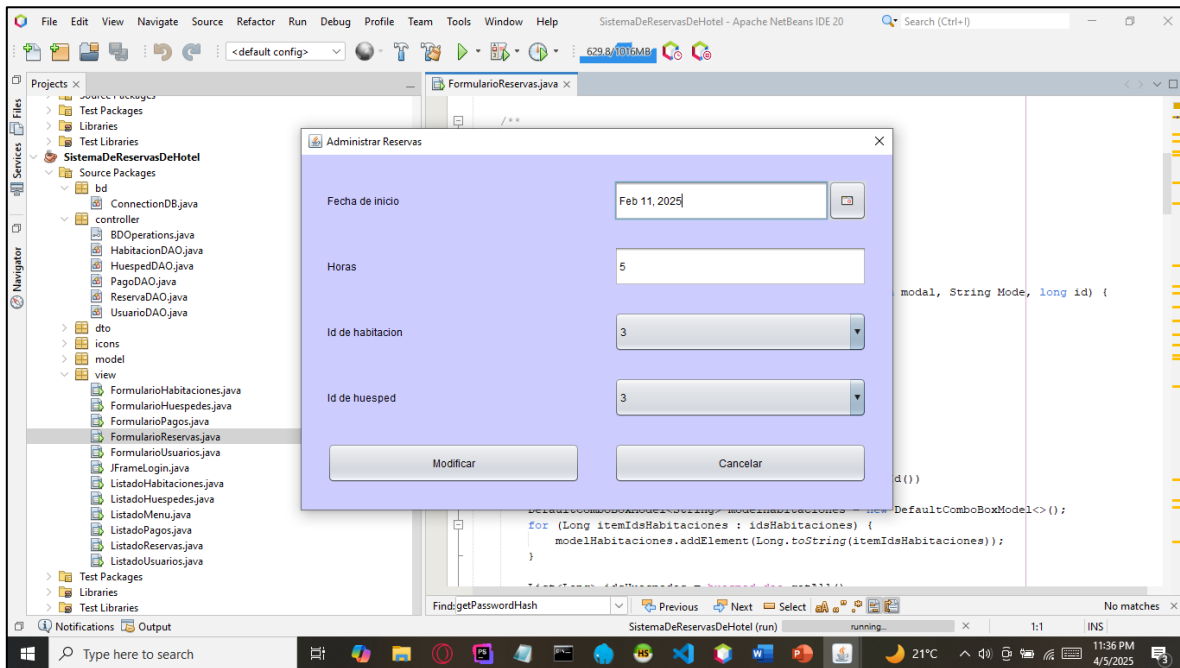 File Edit View Navigate Source Refactor Run Debug Profile Team Tools Window Help SistemaDeReservasDeHotel - Apache NetBeans IDE 20 Search (Ctrl+I)
<default config> 629.8/1016MB
Projects FormularioReservas.java
Files
Services
Navigator
Test Packages
Libraries
Test Libraries
SistemaDeReservasDeHotel
Source Packages
bd
ConnectionDB.java
controller
BDOperations.java
HabitacionDAO.java
HuespedDAO.java
PagoDAO.java
ReservaDAO.java
UsuarioDAO.java
dto
icons
model
view
FormularioHabitaciones.java
FormularioHuespedes.java
FormularioPagos.java
FormularioReservas.java
FormularioUsuarios.java
JFrameLogin.java
ListadoHabitaciones.java
ListadoHuespedes.java
ListadoMenu.java
ListadoPagos.java
ListadoReservas.java
ListadoUsuarios.java
Test Packages
Libraries
Test Libraries
/**
Administrar Reservas
Fecha de inicio Feb 11, 2025
Horas 5
Id de habitacion 3
Id de huesped 3
Modificar Cancelar
modal, String Mode, long id) {
d())
DefaultComboBoxModel<String> modelHabitaciones = new DefaultComboBoxModel<>();
for (Long itemIdsHabitaciones : idsHabitaciones) {
modelHabitaciones.addElement(Long.toString(itemIdsHabitaciones));
}
Find: getPasswordHash Previous Next Select No matches
Notifications Output SistemaDeReservasDeHotel (run) running... 1:1 INS
Type here to search 21°C 11:36 PM
4/5/2025